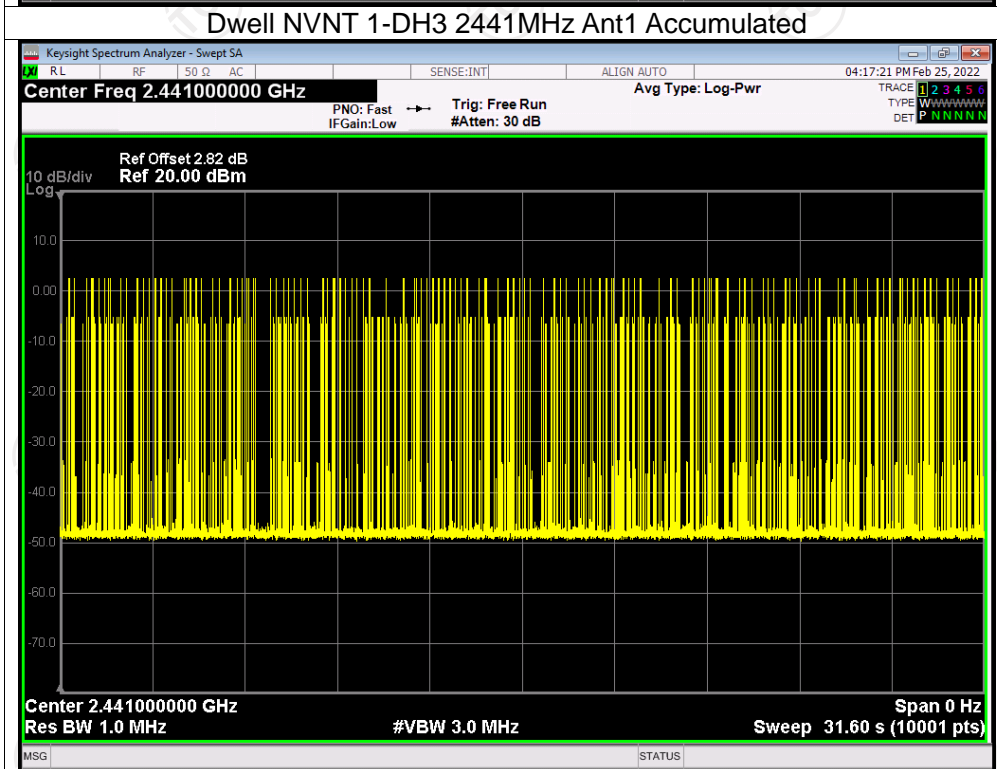 Dwell NVNT 1-DH3 2441MHz Ant1 Accumulated
Keysight Spectrum Analyzer - Swept SA
LXI RL RF 50 Ω AC SENSE:INT ALIGN AUTO 04:17:21 PM Feb 25, 2022
Center Freq 2.441000000 GHz
PNO: Fast
IFGain:Low
Trig: Free Run
#Atten: 30 dB
Avg Type: Log-Pwr
TRACE 1 2 3 4 5 6
TYPE WWWWWW
DET P N N N N N
Ref Offset 2.82 dB
10 dB/div Ref 20.00 dBm
Log
10.0
0.00
-10.0
-20.0
-30.0
-40.0
-50.0
-60.0
-70.0
Center 2.441000000 GHz Span 0 Hz
Res BW 1.0 MHz #VBW 3.0 MHz Sweep 31.60 s (10001 pts)
MSG STATUS